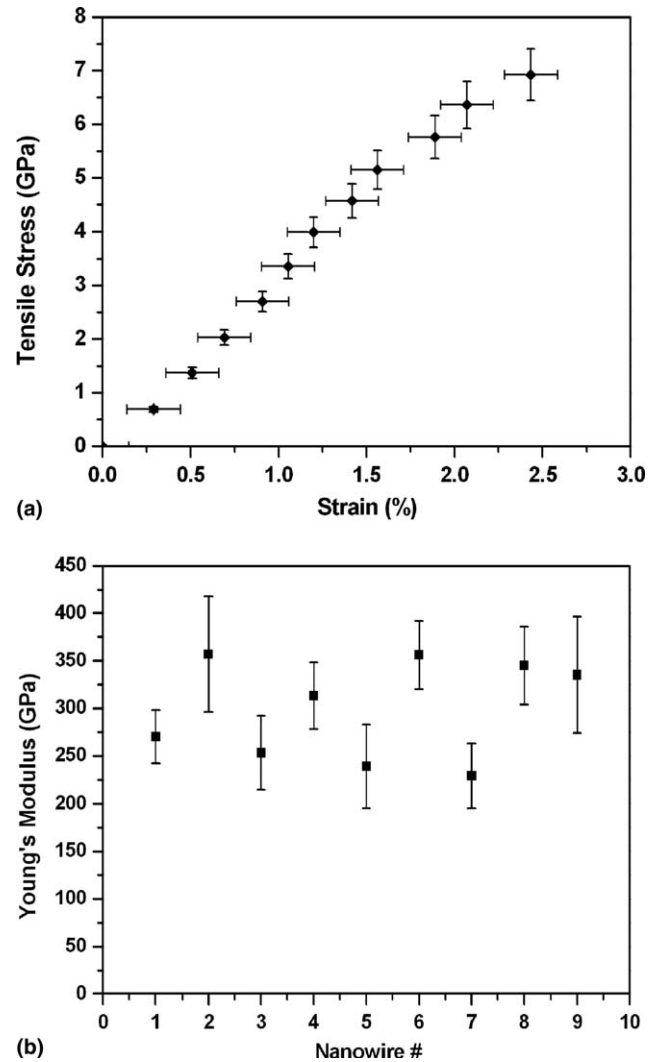 8
7
6
5
4
3
2
1
0
Tensile Stress (GPa)
0.0 0.5 1.0 1.5 2.0 2.5 3.0
Strain (%)
(a)
450
400
350
300
250
200
150
100
50
0
Young's Modulus (GPa)
0 1 2 3 4 5 6 7 8 9 10
Nanowire #
(b)